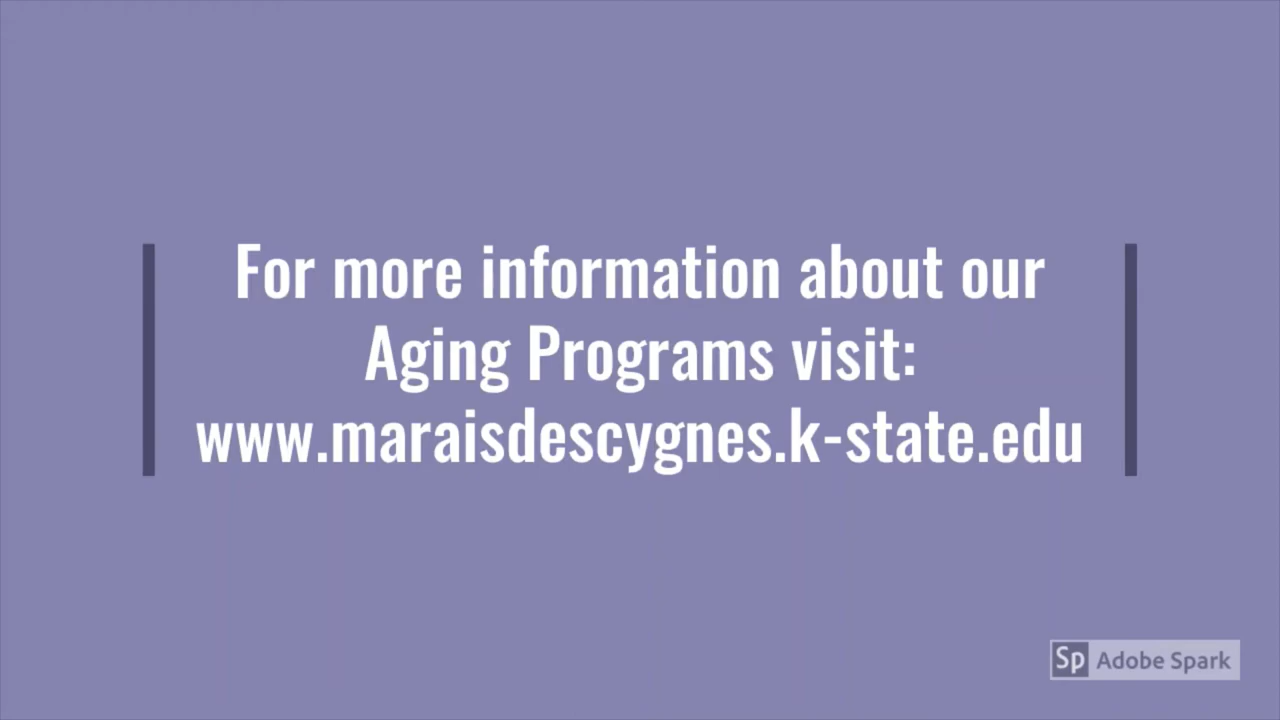 For more information about our
Aging Programs visit:
www.maraisdescygnes.k-state.edu
Sp Adobe Spark